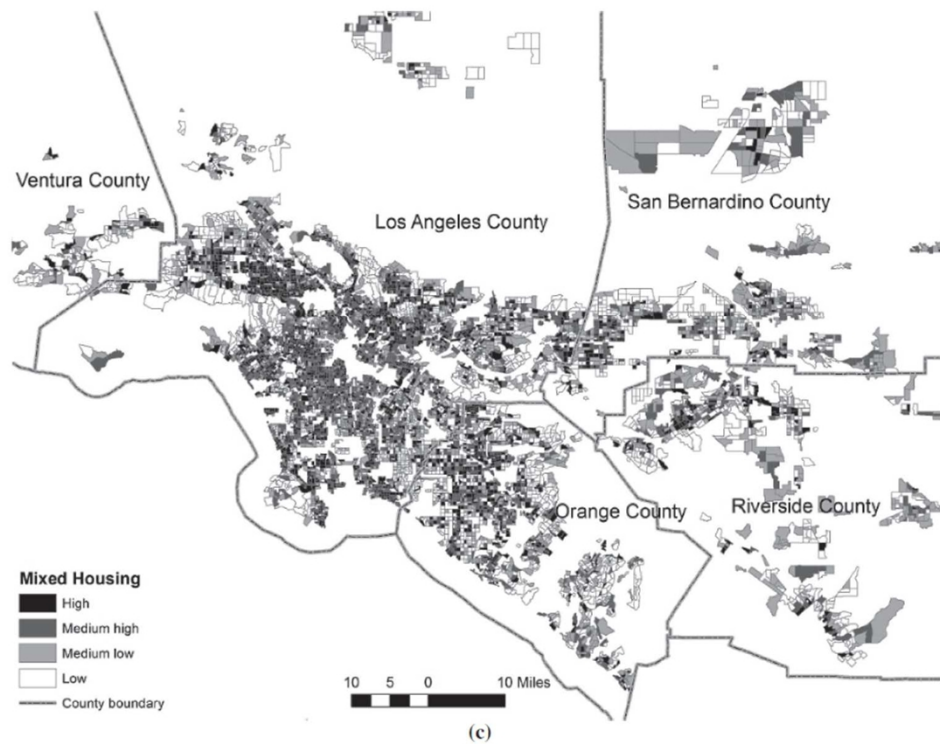 Ventura County
Los Angeles County
San Bernardino County
Orange County
Riverside County
Mixed Housing
High
Medium high
Medium low
Low
County boundary
10 5 0 10 Miles
(c)